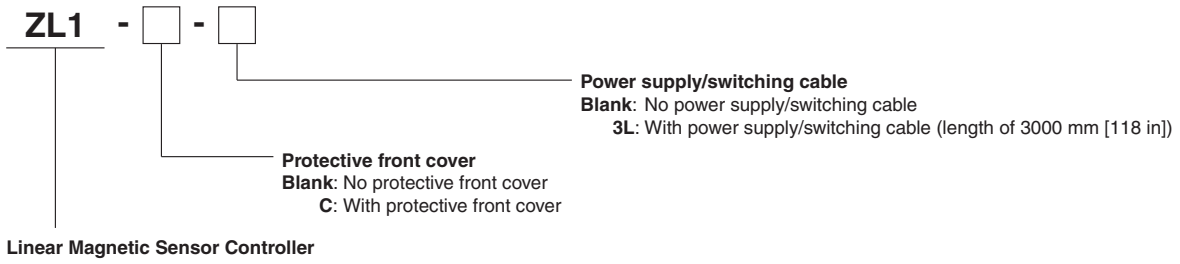 ZL1 - □ - □
Power supply/switching cable
Blank: No power supply/switching cable
3L: With power supply/switching cable (length of 3000 mm [118 in])
Protective front cover
Blank: No protective front cover
C: With protective front cover
Linear Magnetic Sensor Controller